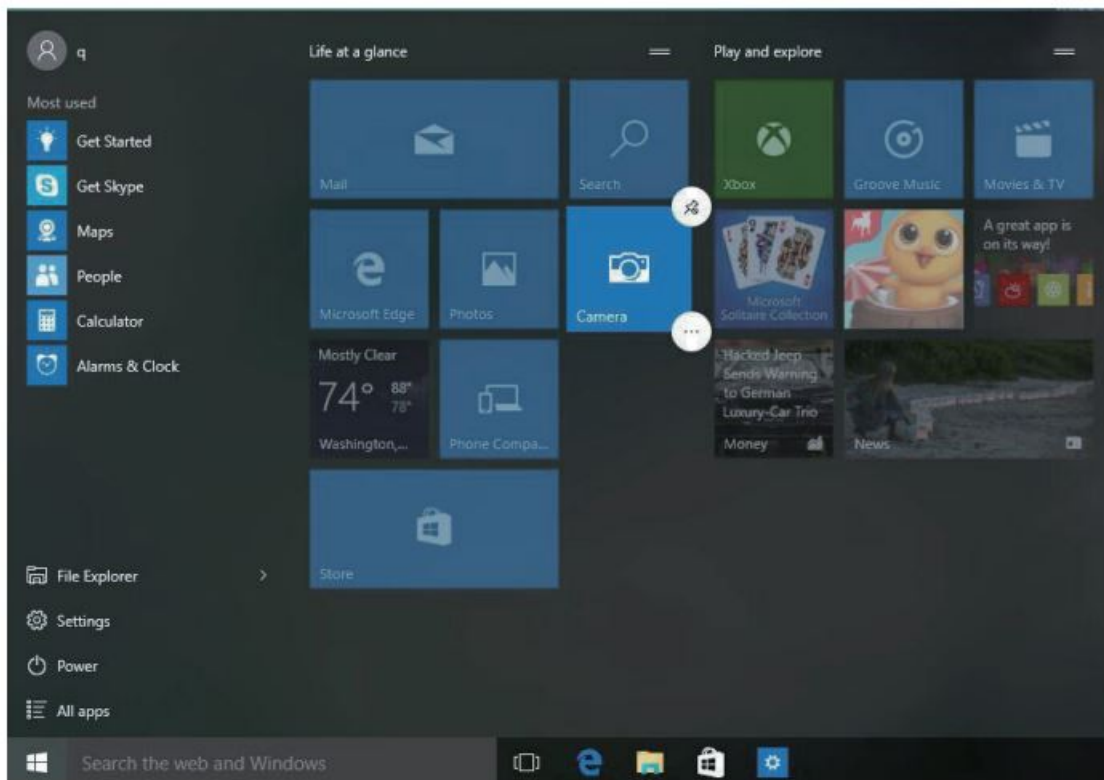 q
Most used
Get Started
Get Skype
Maps
People
Calculator
Alarms & Clock
File Explorer
Settings
Power
All apps
Life at a glance
Mail
Search
Microsoft Edge
Photos
Camera
Mostly Clear
74° 88°
78°
Washington,...
Phone Compa...
Store
Play and explore
Xbox
Groove Music
Movies & TV
Microsoft
Solitaire Collection
A great app is
on its way!
Hacked Jeep
Sends Warning
to German
Luxury-Car Trio
Money
News
Search the web and Windows